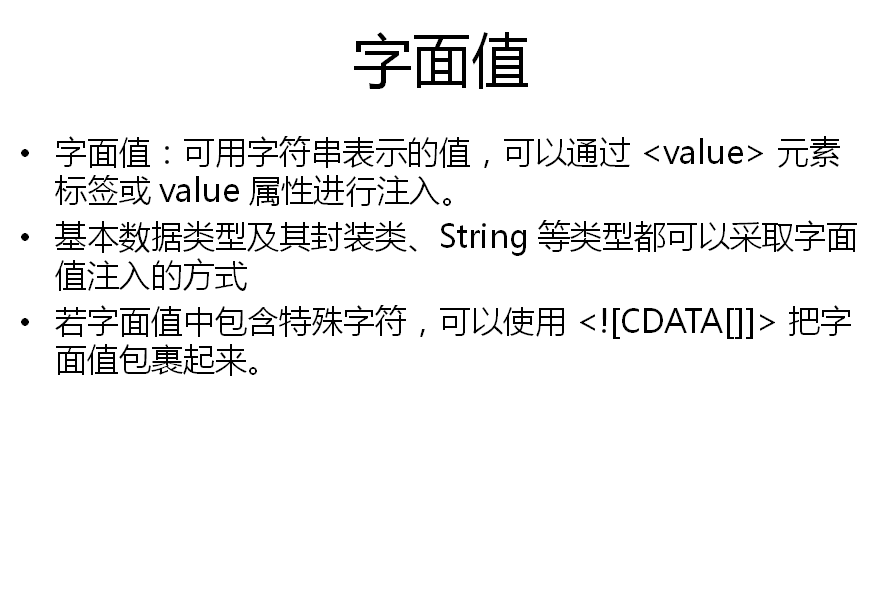 字面值
• 字面值：可用字符串表示的值，可以通过 <value> 元素
标签或 value 属性进行注入。
• 基本数据类型及其封装类、String 等类型都可以采取字面
值注入的方式
• 若字面值中包含特殊字符，可以使用 <![CDATA[]]> 把字
面值包裹起来。